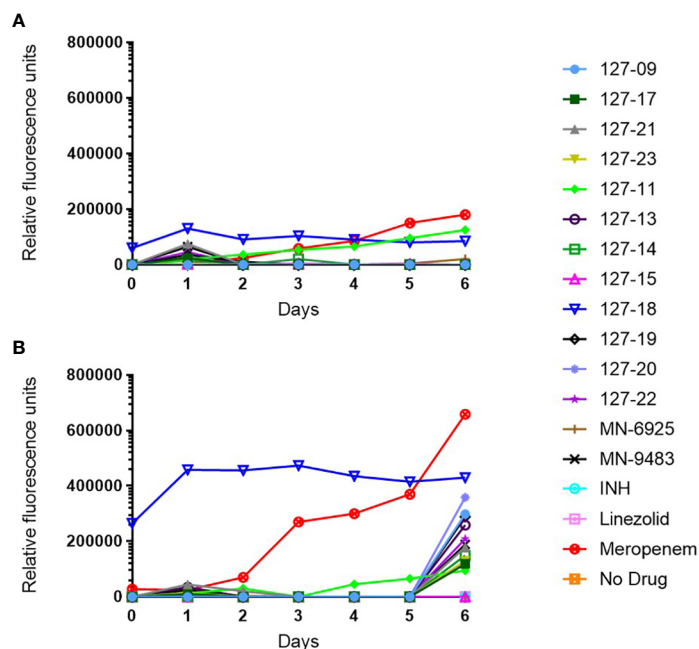 A
800000
600000
400000
200000
0
Relative fluorescence units
0 1 2 3 4 5 6
Days
B
800000
600000
400000
200000
0
Relative fluorescence units
0 1 2 3 4 5 6
Days
127-09
127-17
127-21
127-23
127-11
127-13
127-14
127-15
127-18
127-19
127-20
127-22
MN-6925
MN-9483
INH
Linezolid
Meropenem
No Drug